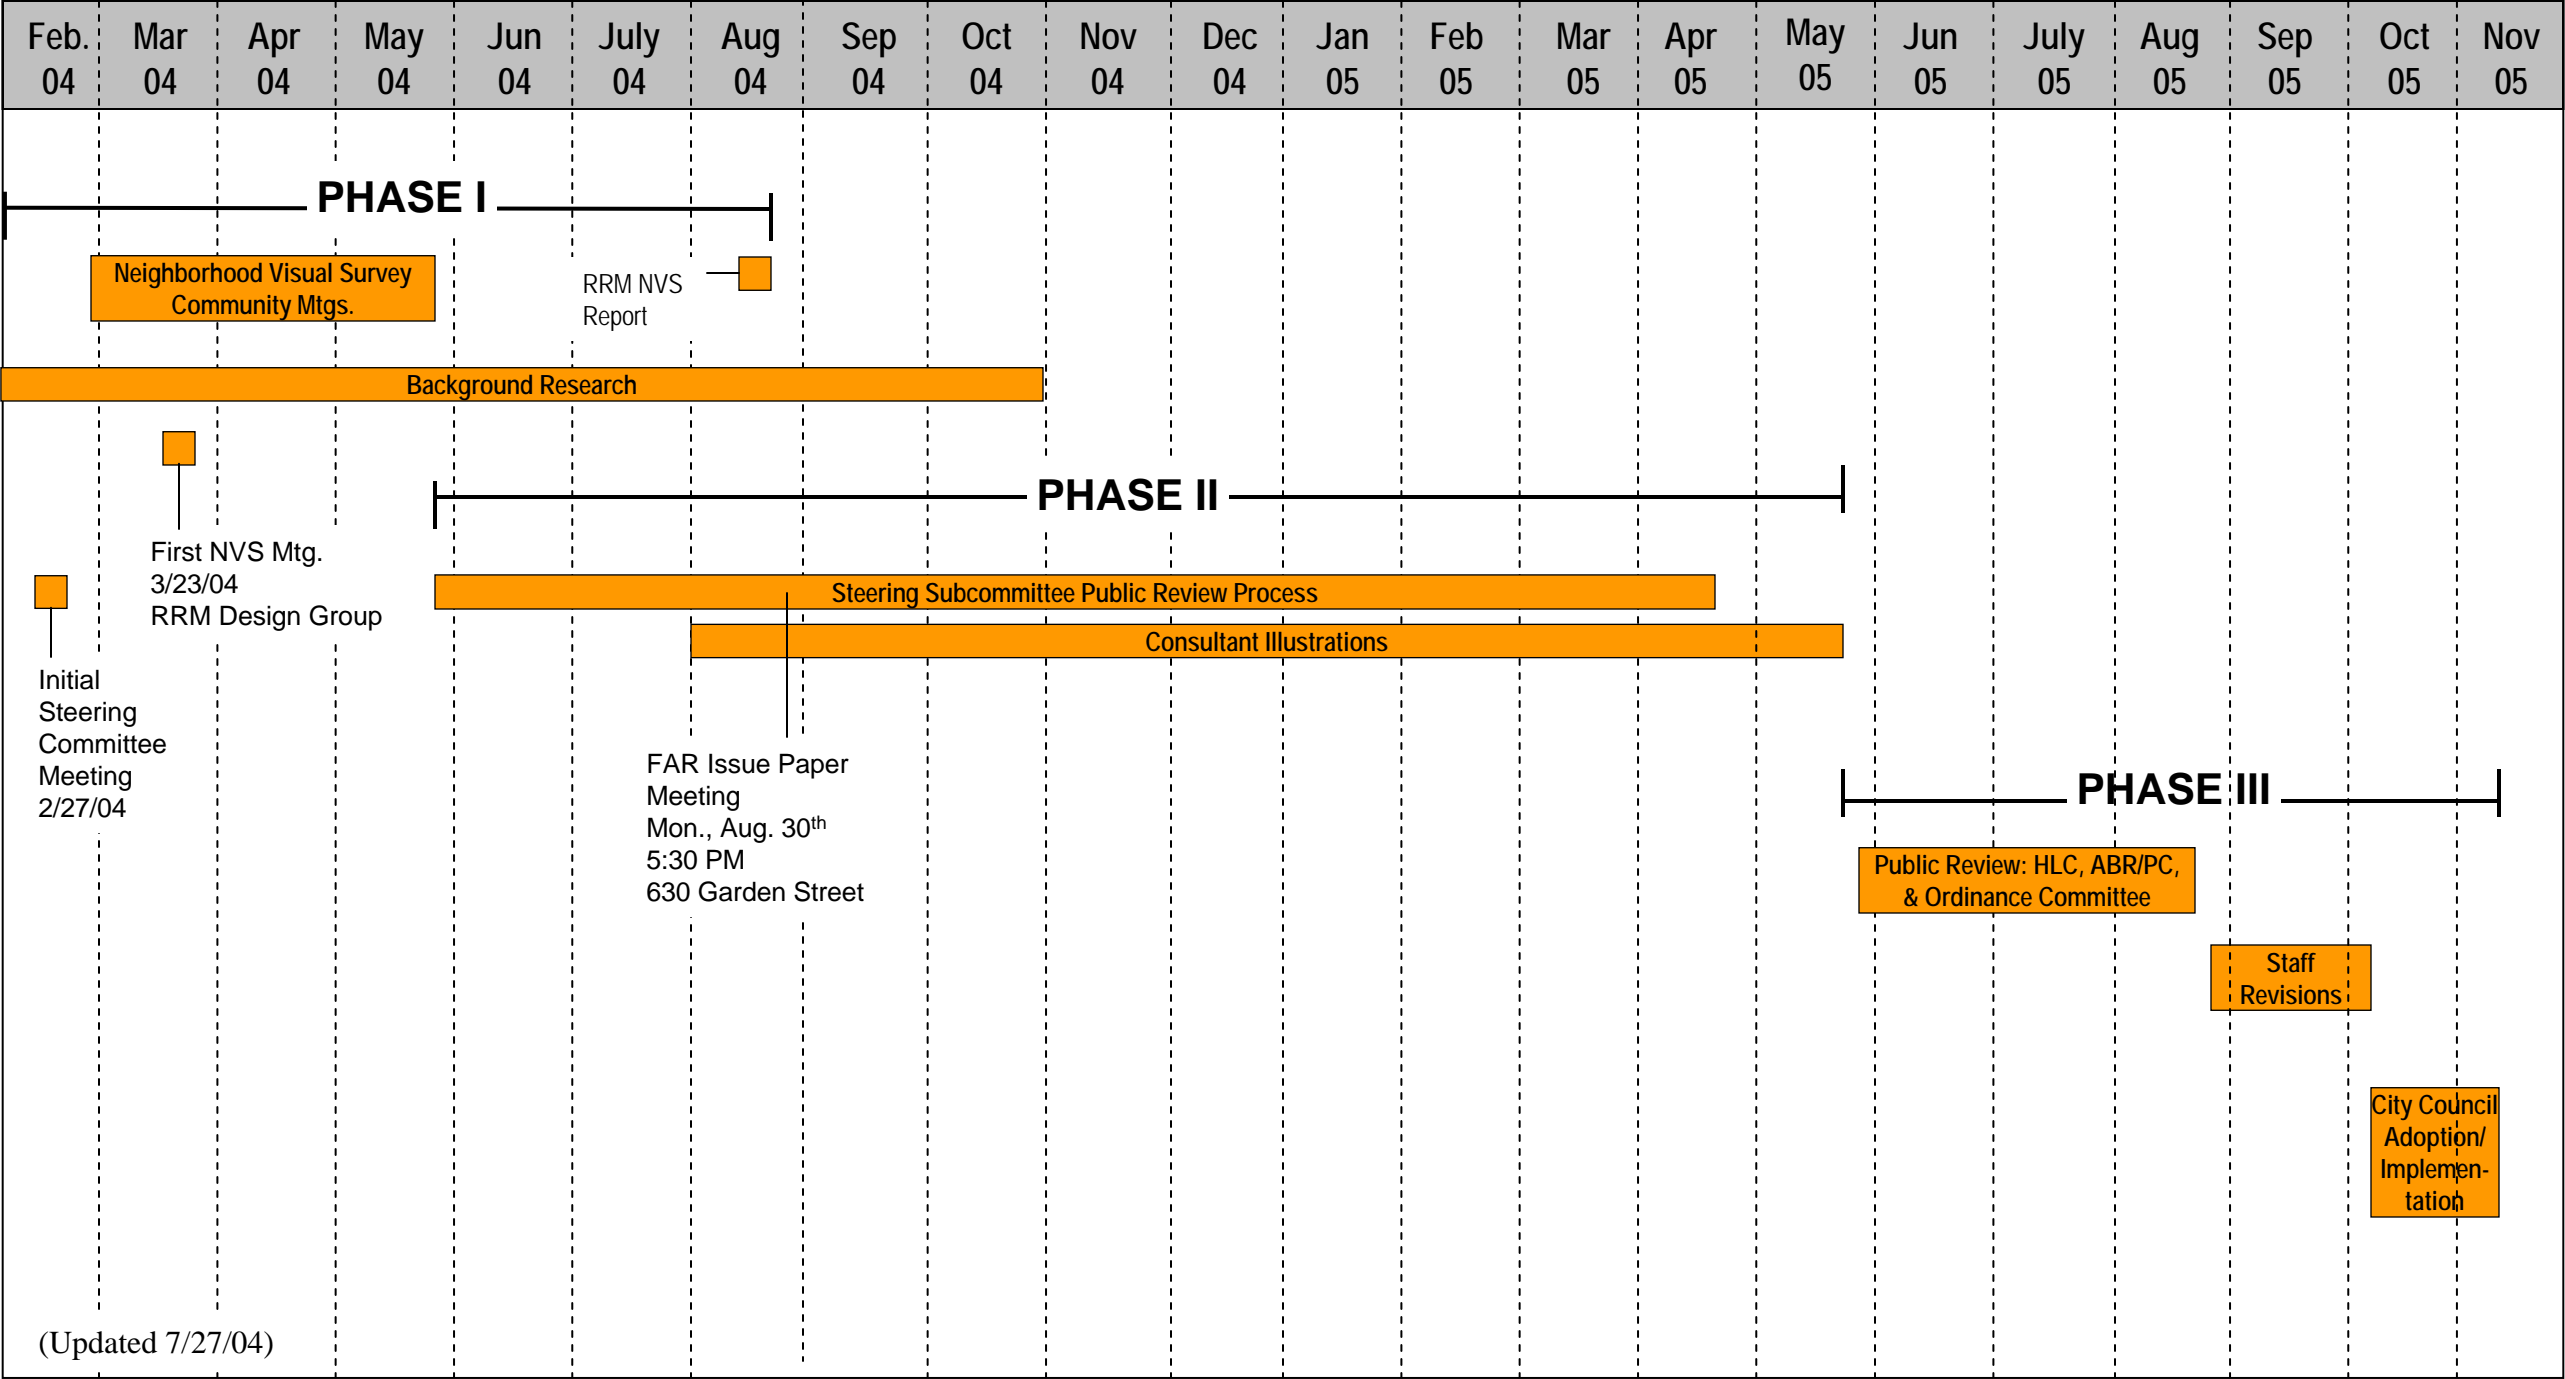 Feb. Mar Apr May Jun July Aug Sep Oct Nov Dec Jan Feb Mar Apr May Jun July Aug Sep Oct Nov
04 04 04 04 04 04 04 04 04 04 04 05 05 05 05 05 05 05 05 05 05 05
PHASE I
Neighborhood Visual Survey
Community Mtgs.
RRM NVS
Report
Background Research
PHASE II
First NVS Mtg.
3/23/04
RRM Design Group
Steering Subcommittee Public Review Process
Consultant Illustrations
Initial
Steering
Committee
Meeting
2/27/04
FAR Issue Paper
Meeting
Mon., Aug. 30th
5:30 PM
630 Garden Street
PHASE III
Public Review: HLC, ABR/PC,
& Ordinance Committee
Staff
Revisions
City Council
Adoption/
Implemen-
tation
(Updated 7/27/04)